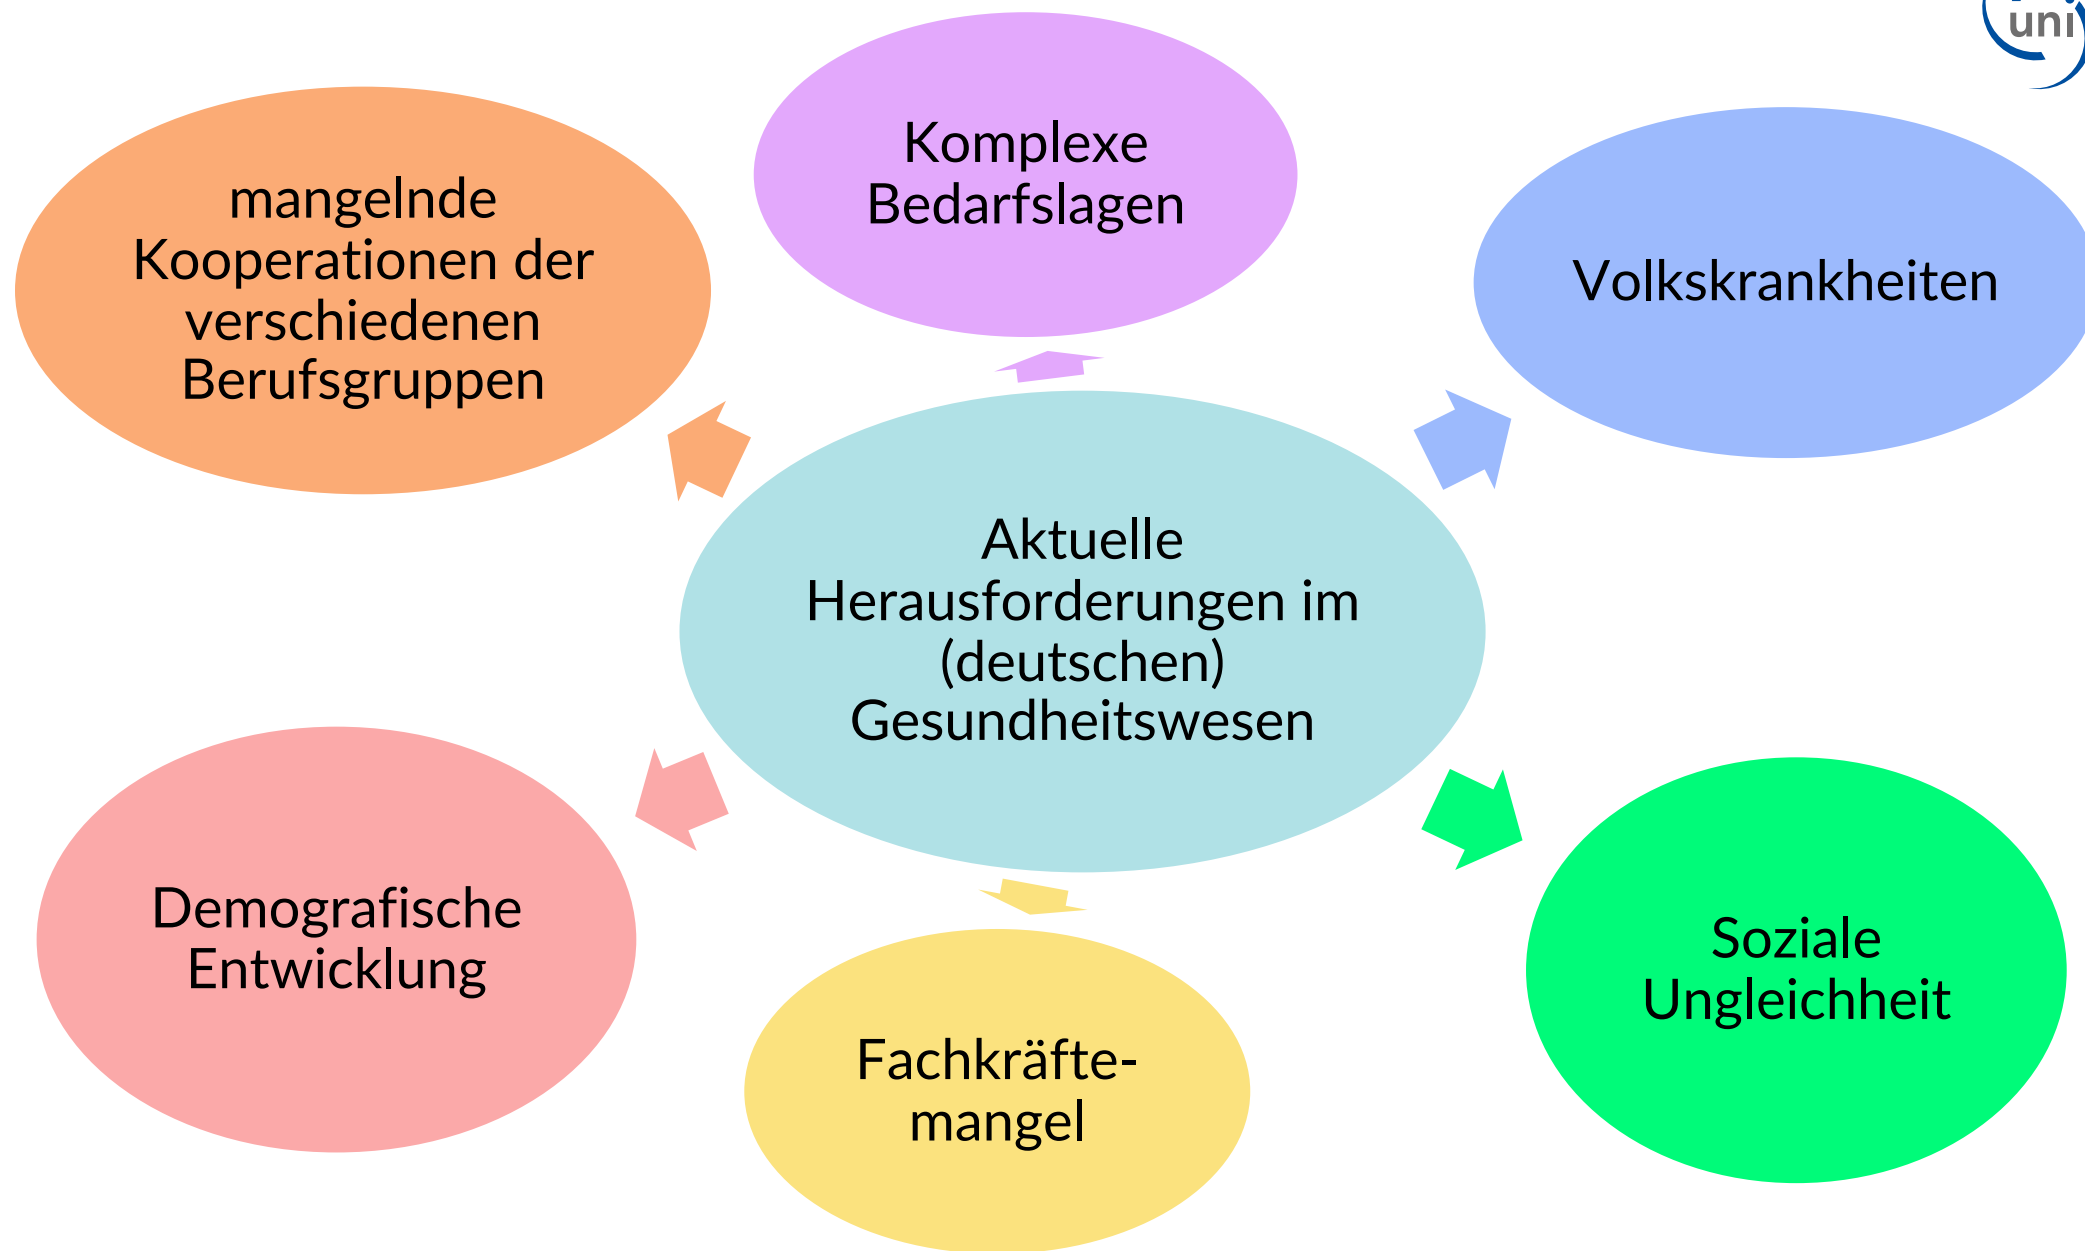 uni
Komplexe
Bedarfslagen
mangelnde
Kooperationen der
verschiedenen
Berufsgruppen
Volkskrankheiten
Aktuelle
Herausforderungen im
(deutschen)
Gesundheitswesen
Demografische
Entwicklung
Soziale
Ungleichheit
Fachkräfte-
mangel